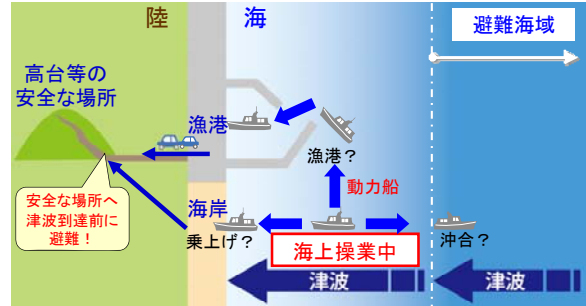 陸
海
避難海域
高台等の
安全な場所
漁港
漁港？
動力船
安全な場所へ
津波到達前に
避難！
海岸
乗上げ？
沖合？
海上操業中
津波
津波